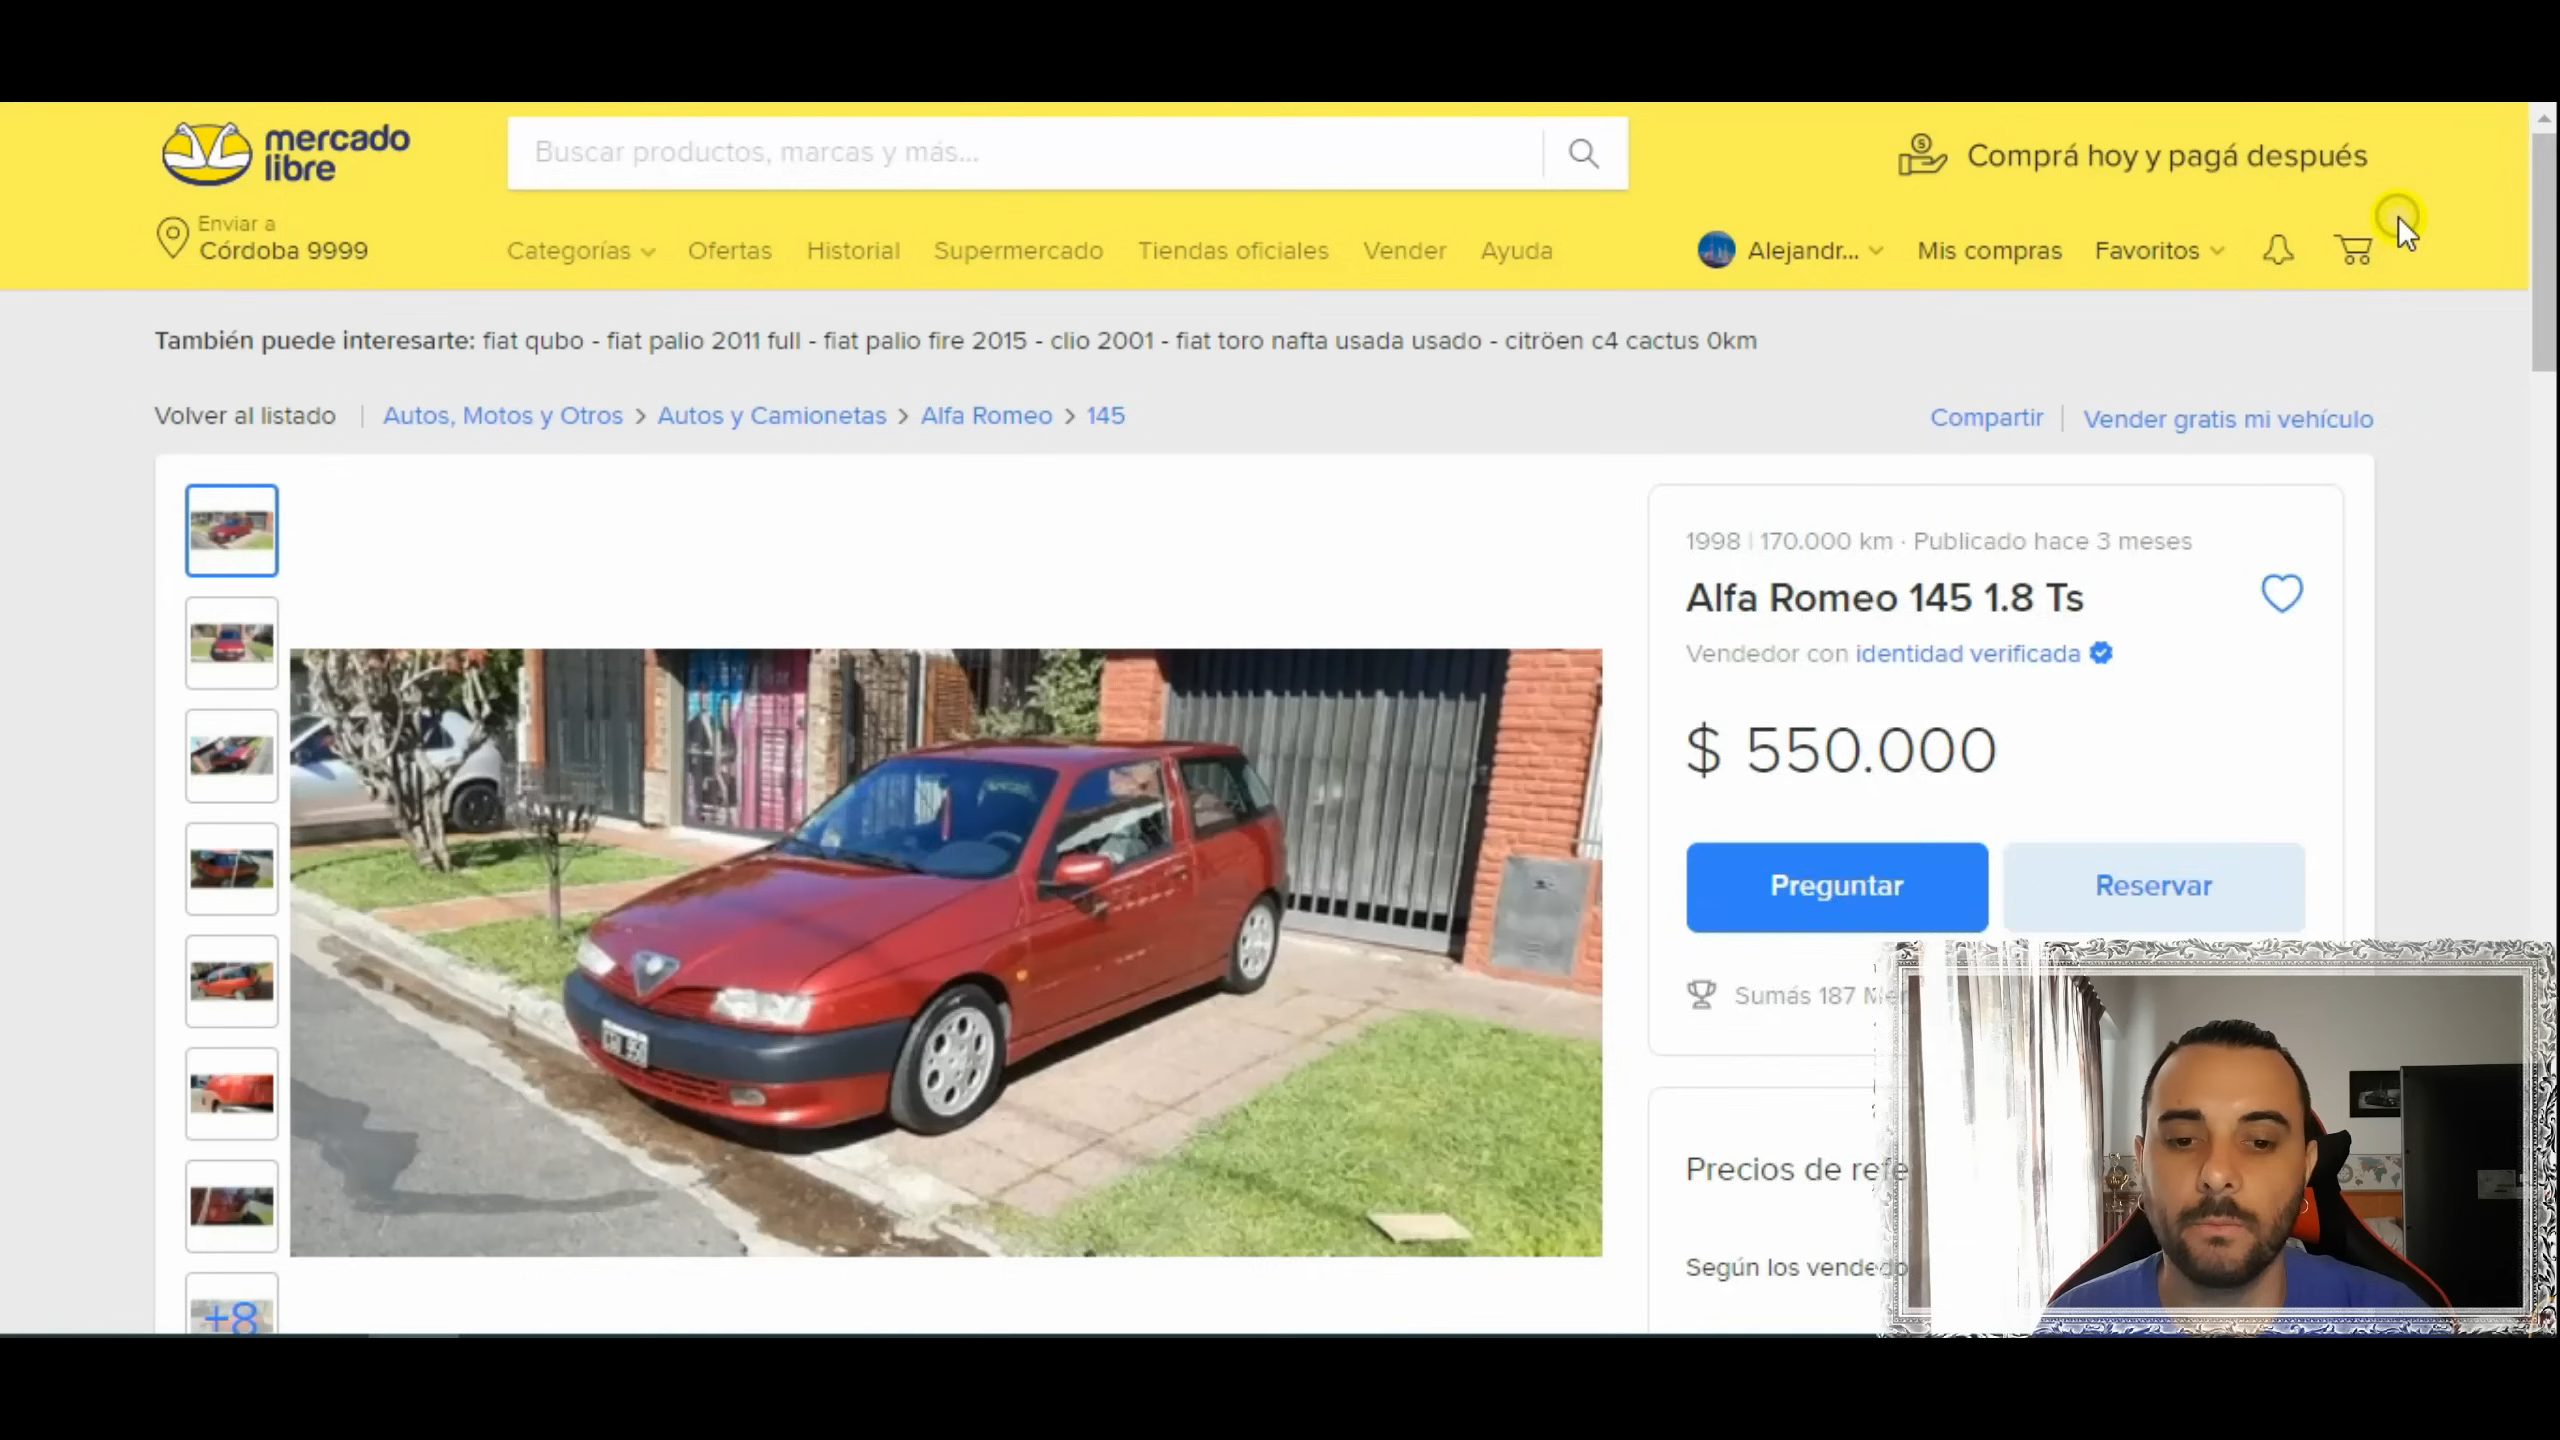 mercado
libre
Buscar productos, marcas y más...
Comprá hoy y pagá después
Enviar a
Córdoba 9999
Categorías
Ofertas
Historial
Supermercado
Tiendas oficiales
Vender
Ayuda
Alejandr...
Mis compras
Favoritos
También puede interesarte: fiat qubo - fiat palio 2011 full - fiat palio fire 2015 - clio 2001 - fiat toro nafta usada usado - citröen c4 cactus 0km
Volver al listado | Autos, Motos y Otros > Autos y Camionetas > Alfa Romeo > 145
Compartir | Vender gratis mi vehículo
1998 | 170.000 km · Publicado hace 3 meses
Alfa Romeo 145 1.8 Ts
Vendedor con identidad verificada
$ 550.000
Preguntar
Reservar
Sumás 187
Precios de refe
Según los vende
+8